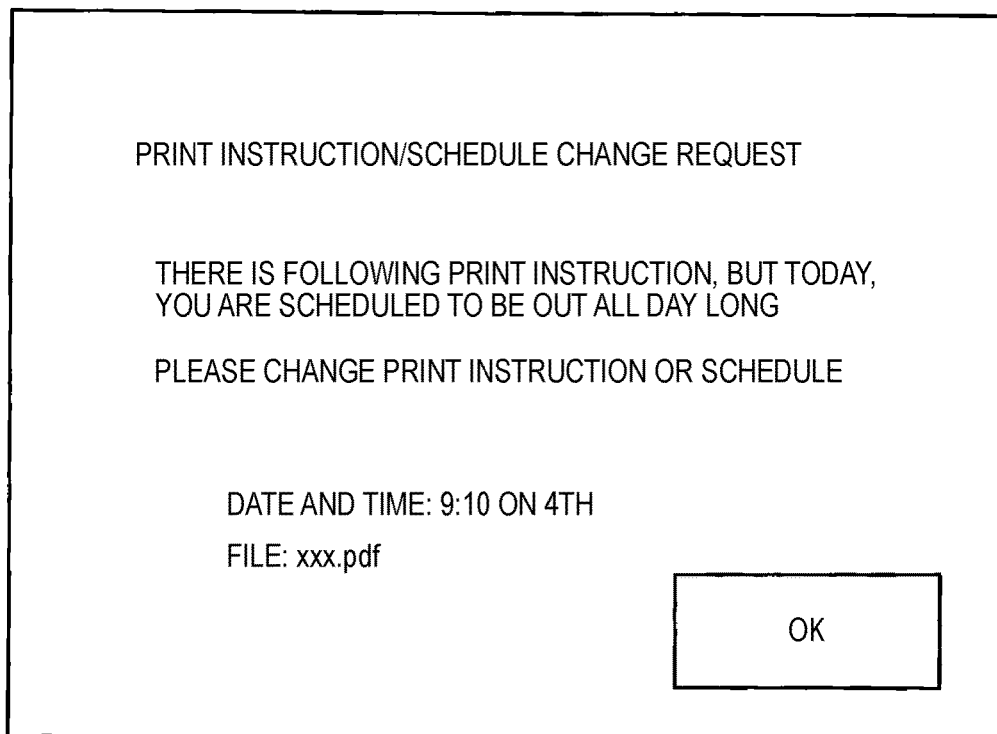 PRINT INSTRUCTION/SCHEDULE CHANGE REQUEST
THERE IS FOLLOWING PRINT INSTRUCTION, BUT TODAY,
YOU ARE SCHEDULED TO BE OUT ALL DAY LONG
PLEASE CHANGE PRINT INSTRUCTION OR SCHEDULE
DATE AND TIME: 9:10 ON 4TH
FILE: xxx.pdf
OK